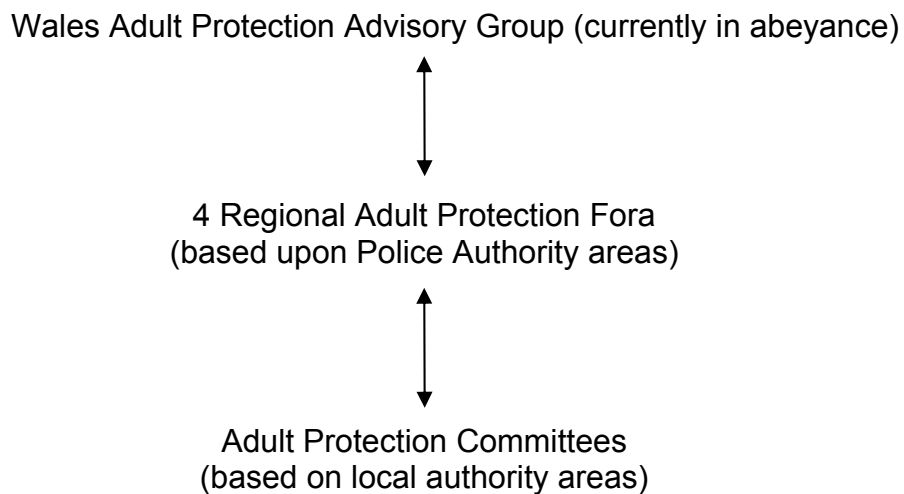 Wales Adult Protection Advisory Group (currently in abeyance)
4 Regional Adult Protection Fora
(based upon Police Authority areas)
Adult Protection Committees
(based on local authority areas)